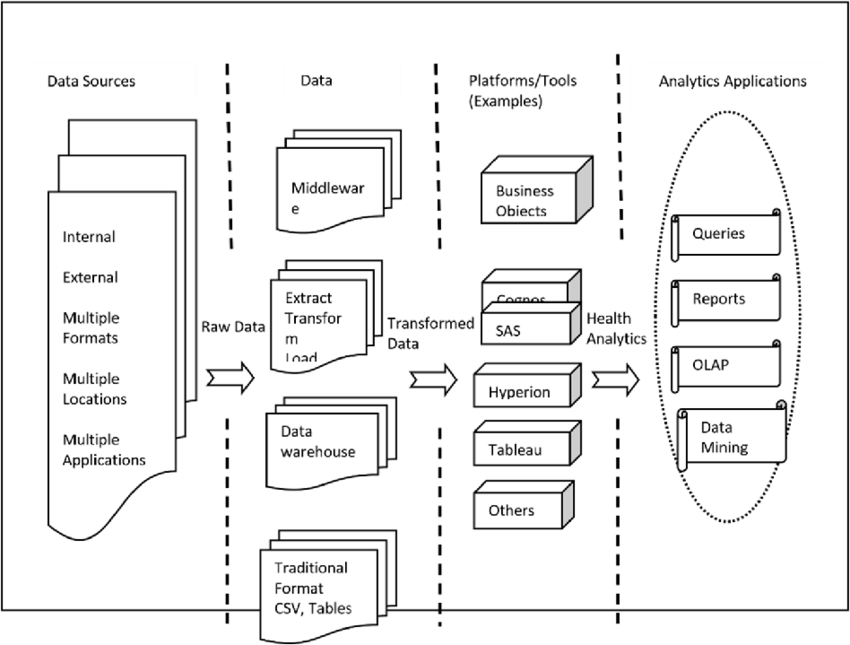 Data Sources
Data
Platforms/Tools
(Examples)
Analytics Applications
Internal
External
Multiple
Formats
Multiple
Locations
Multiple
Applications
Raw Data
Middlewar
e
Extract
Transfor
m
Load
Data
warehouse
Traditional
Format
CSV, Tables
Transformed
Data
Business
Objects
Cognos
SAS
Hyperion
Tableau
Others
Health
Analytics
Queries
Reports
OLAP
Data
Mining